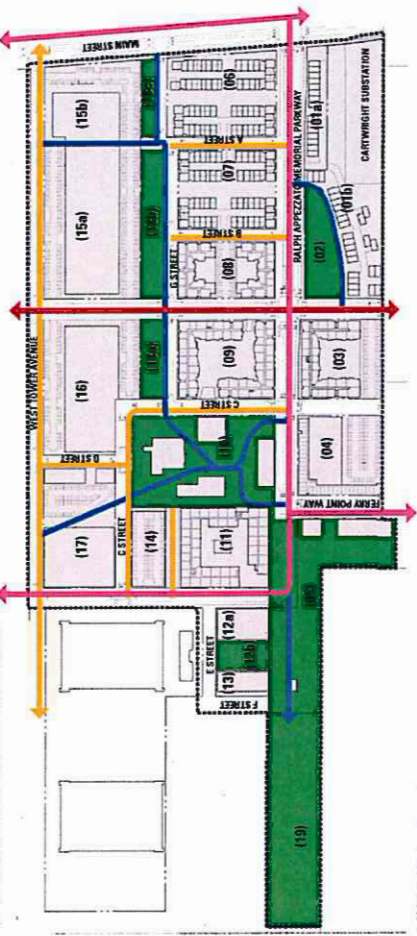 MAIN STREET
(15b)
(06)
(01a)
CARTWRIGHT SUBSTATION
A STREET
RALPH APPEZZATO MEMORIAL PARKWAY
(15a)
(07)
(01b)
B STREET
G STREET
(08)
(02)
WEST TOWER AVENUE
(16)
(09)
(03)
C STREET
D STREET
(04)
FERRY POINT WAY
(17)
C STREET
(14)
(11)
E STREET
(12a)
(13)
F STREET
(19)